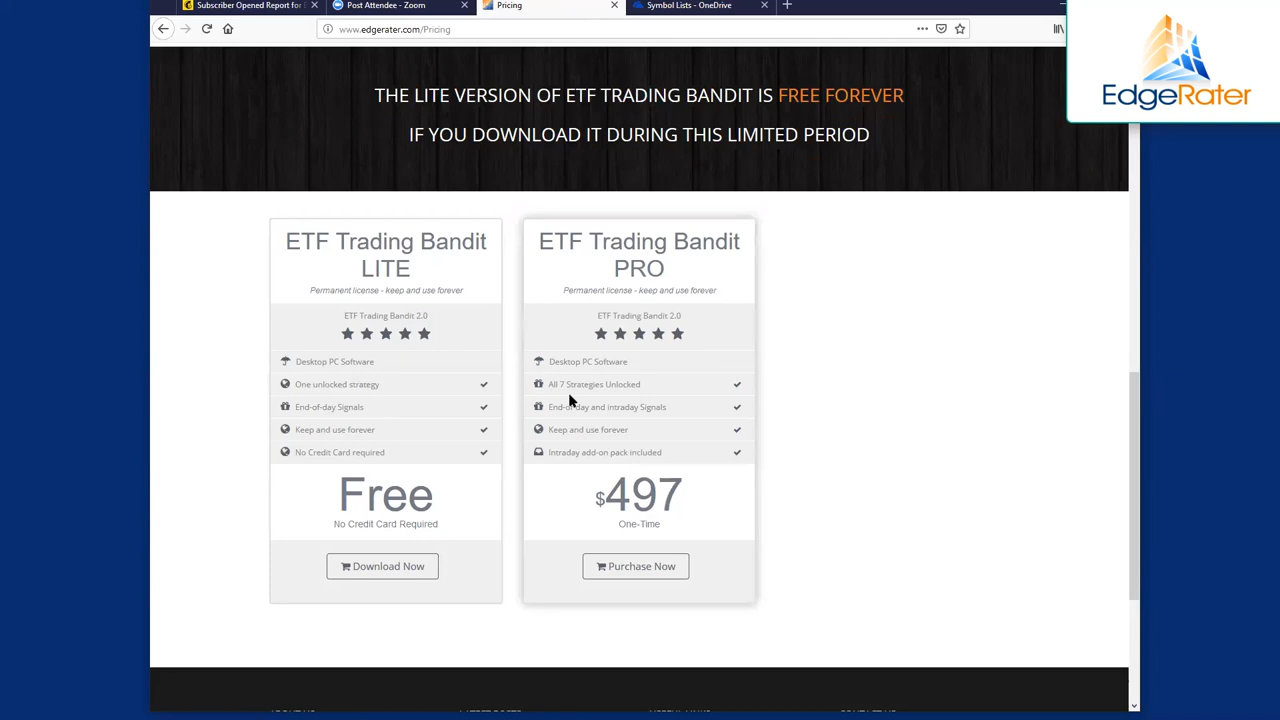 Subscriber Opened Report for
Post Attendee - Zoom
Pricing
Symbol Lists - OneDrive
www.edgerater.com/Pricing
EdgeRater
THE LITE VERSION OF ETF TRADING BANDIT IS FREE FOREVER
IF YOU DOWNLOAD IT DURING THIS LIMITED PERIOD
ETF Trading Bandit
LITE
Permanent license - keep and use forever
ETF Trading Bandit 2.0
Desktop PC Software
One unlocked strategy
End-of-day Signals
Keep and use forever
No Credit Card required
Free
No Credit Card Required
Download Now
ETF Trading Bandit
PRO
Permanent license - keep and use forever
ETF Trading Bandit 2.0
Desktop PC Software
All 7 Strategies Unlocked
End-of-day and intraday Signals
Keep and use forever
Intraday add-on pack included
$497
One-Time
Purchase Now